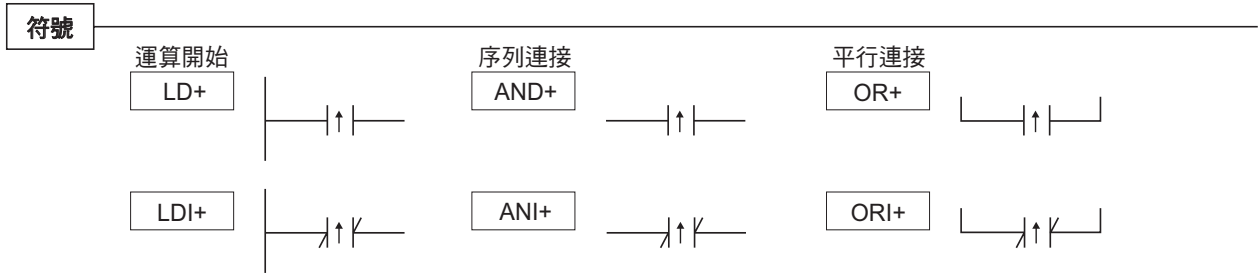 符號
運算開始 序列連接 平行連接
LD+ AND+ OR+
LDI+ ANI+ ORI+